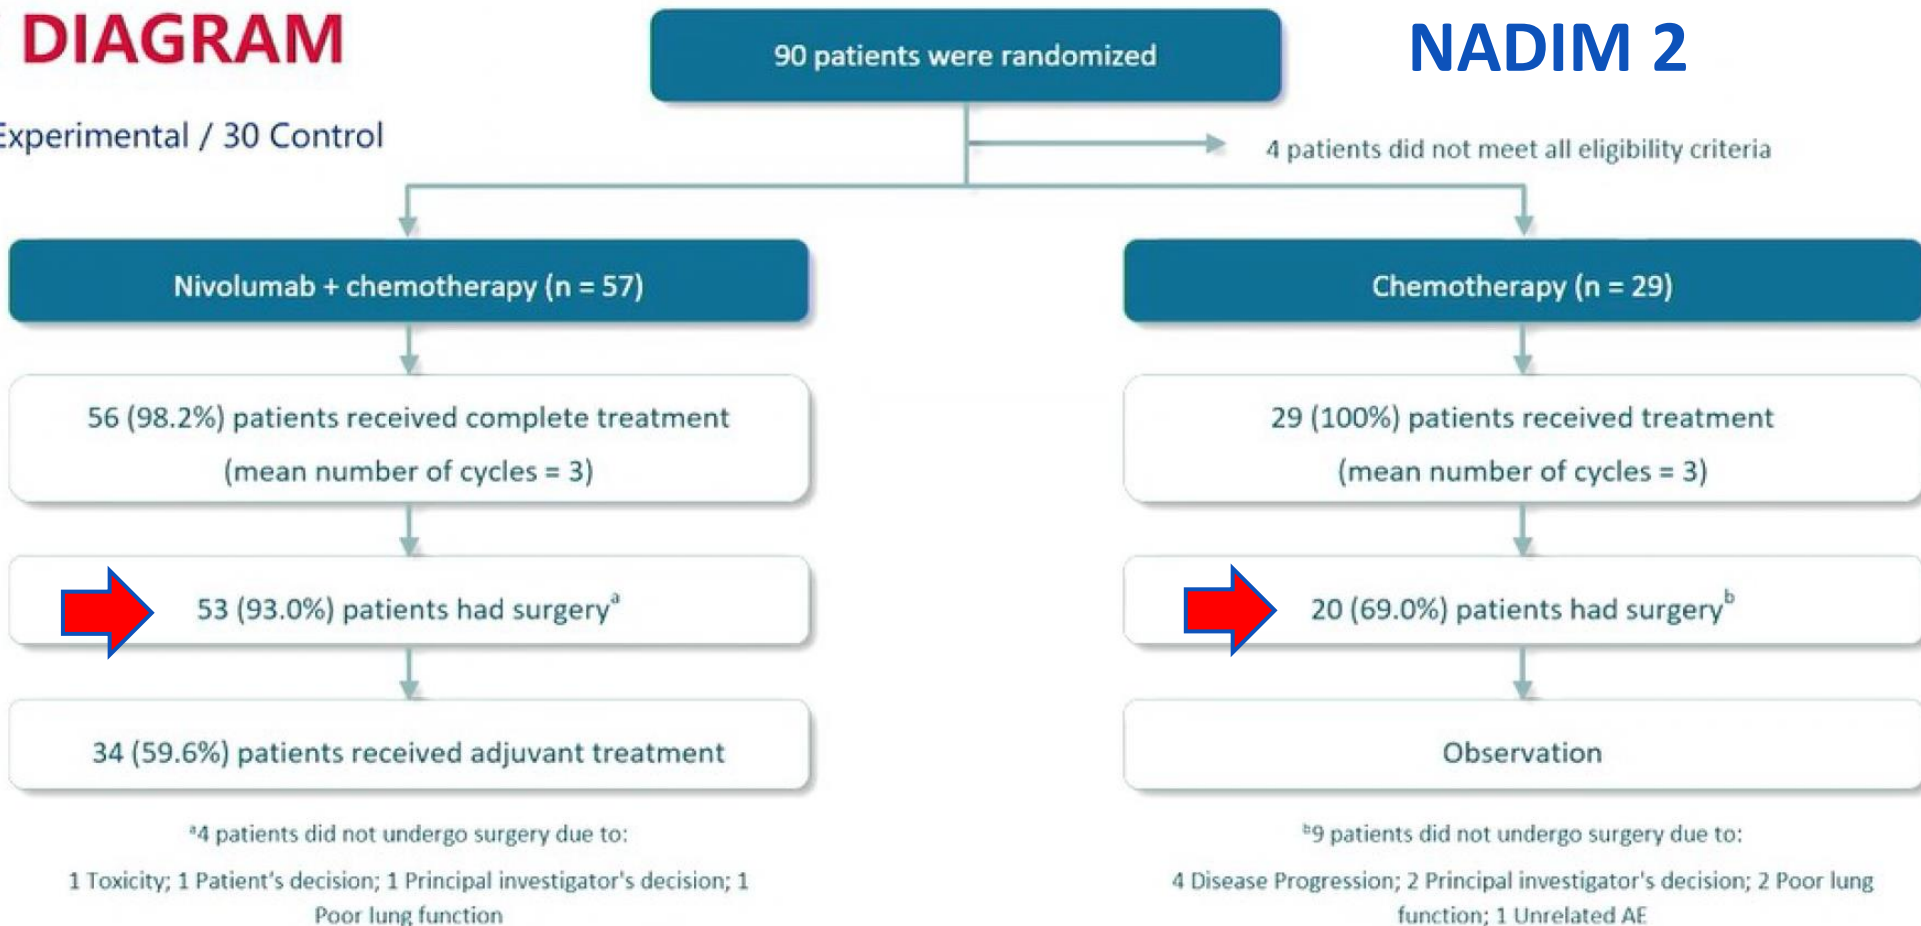 DIAGRAM
NADIM 2
90 patients were randomized
Experimental / 30 Control
4 patients did not meet all eligibility criteria
Nivolumab + chemotherapy (n = 57)
Chemotherapy (n = 29)
56 (98.2%) patients received complete treatment
(mean number of cycles = 3)
29 (100%) patients received treatment
(mean number of cycles = 3)
53 (93.0%) patients had surgeryᵃ
20 (69.0%) patients had surgeryᵇ
34 (59.6%) patients received adjuvant treatment
Observation
ᵃ4 patients did not undergo surgery due to:
1 Toxicity; 1 Patient's decision; 1 Principal investigator's decision; 1
Poor lung function
ᵇ9 patients did not undergo surgery due to:
4 Disease Progression; 2 Principal investigator's decision; 2 Poor lung
function; 1 Unrelated AE